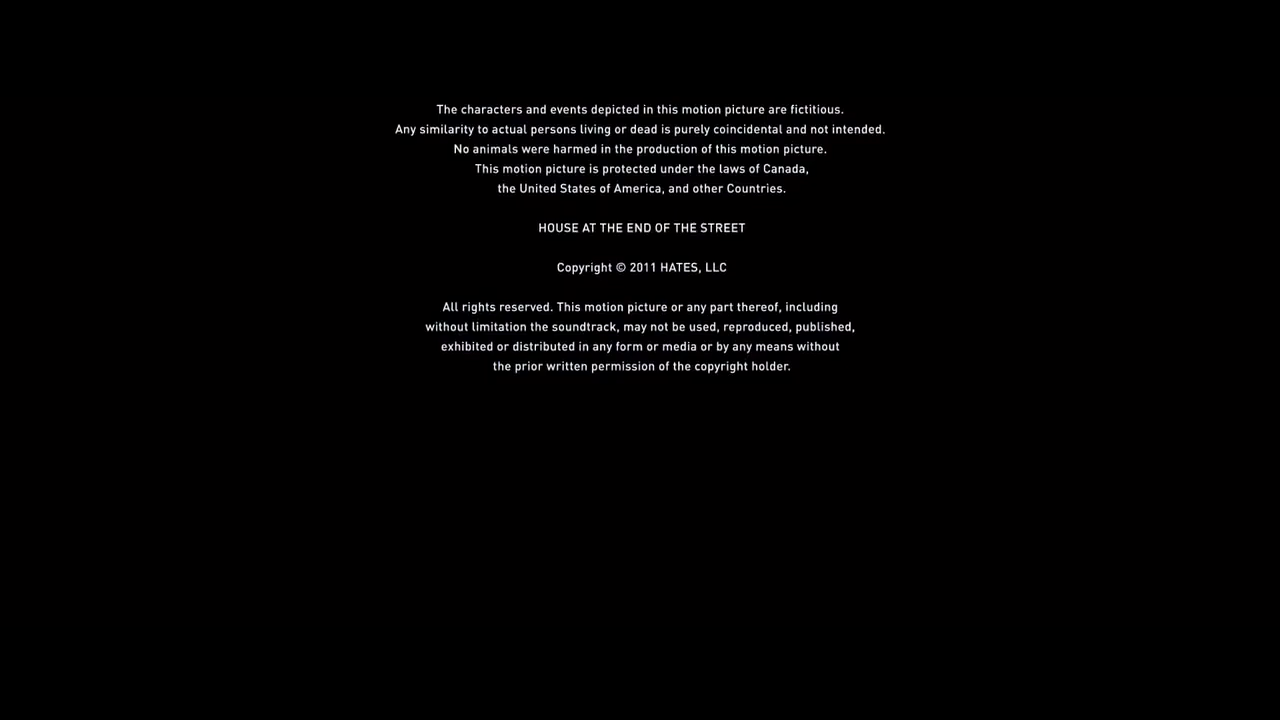 The characters and events depicted in this motion picture are fictitious.
Any similarity to actual persons living or dead is purely coincidental and not intended.
No animals were harmed in the production of this motion picture.
This motion picture is protected under the laws of Canada,
the United States of America, and other Countries.
HOUSE AT THE END OF THE STREET
Copyright © 2011 HATES, LLC
All rights reserved. This motion picture or any part thereof, including
without limitation the soundtrack, may not be used, reproduced, published,
exhibited or distributed in any form or media or by any means without
the prior written permission of the copyright holder.